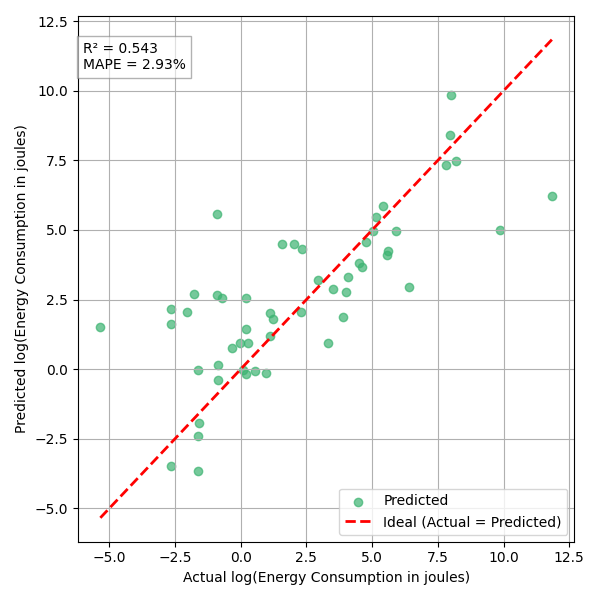 12.5
10.0
7.5
5.0
2.5
0.0
−2.5
−5.0
Predicted log(Energy Consumption in joules)
R² = 0.543
MAPE = 2.93%
Predicted
Ideal (Actual = Predicted)
−5.0 −2.5 0.0 2.5 5.0 7.5 10.0 12.5
Actual log(Energy Consumption in joules)